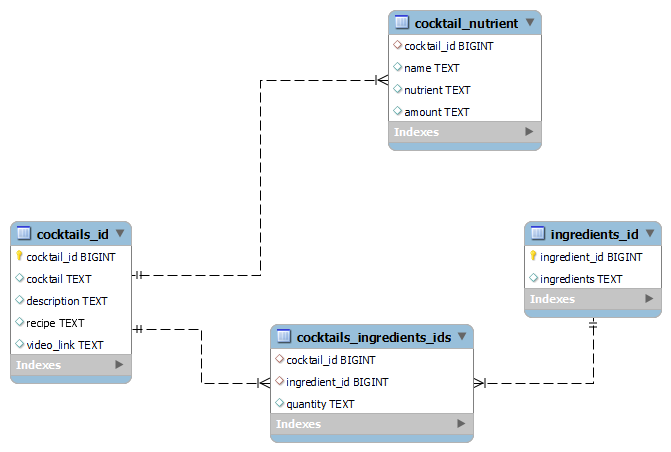 cocktail_nutrient
cocktail_id BIGINT
name TEXT
nutrient TEXT
amount TEXT
Indexes
cocktails_id
cocktail_id BIGINT
cocktail TEXT
description TEXT
recipe TEXT
video_link TEXT
Indexes
ingredients_id
ingredient_id BIGINT
ingredients TEXT
Indexes
cocktails_ingredients_ids
cocktail_id BIGINT
ingredient_id BIGINT
quantity TEXT
Indexes